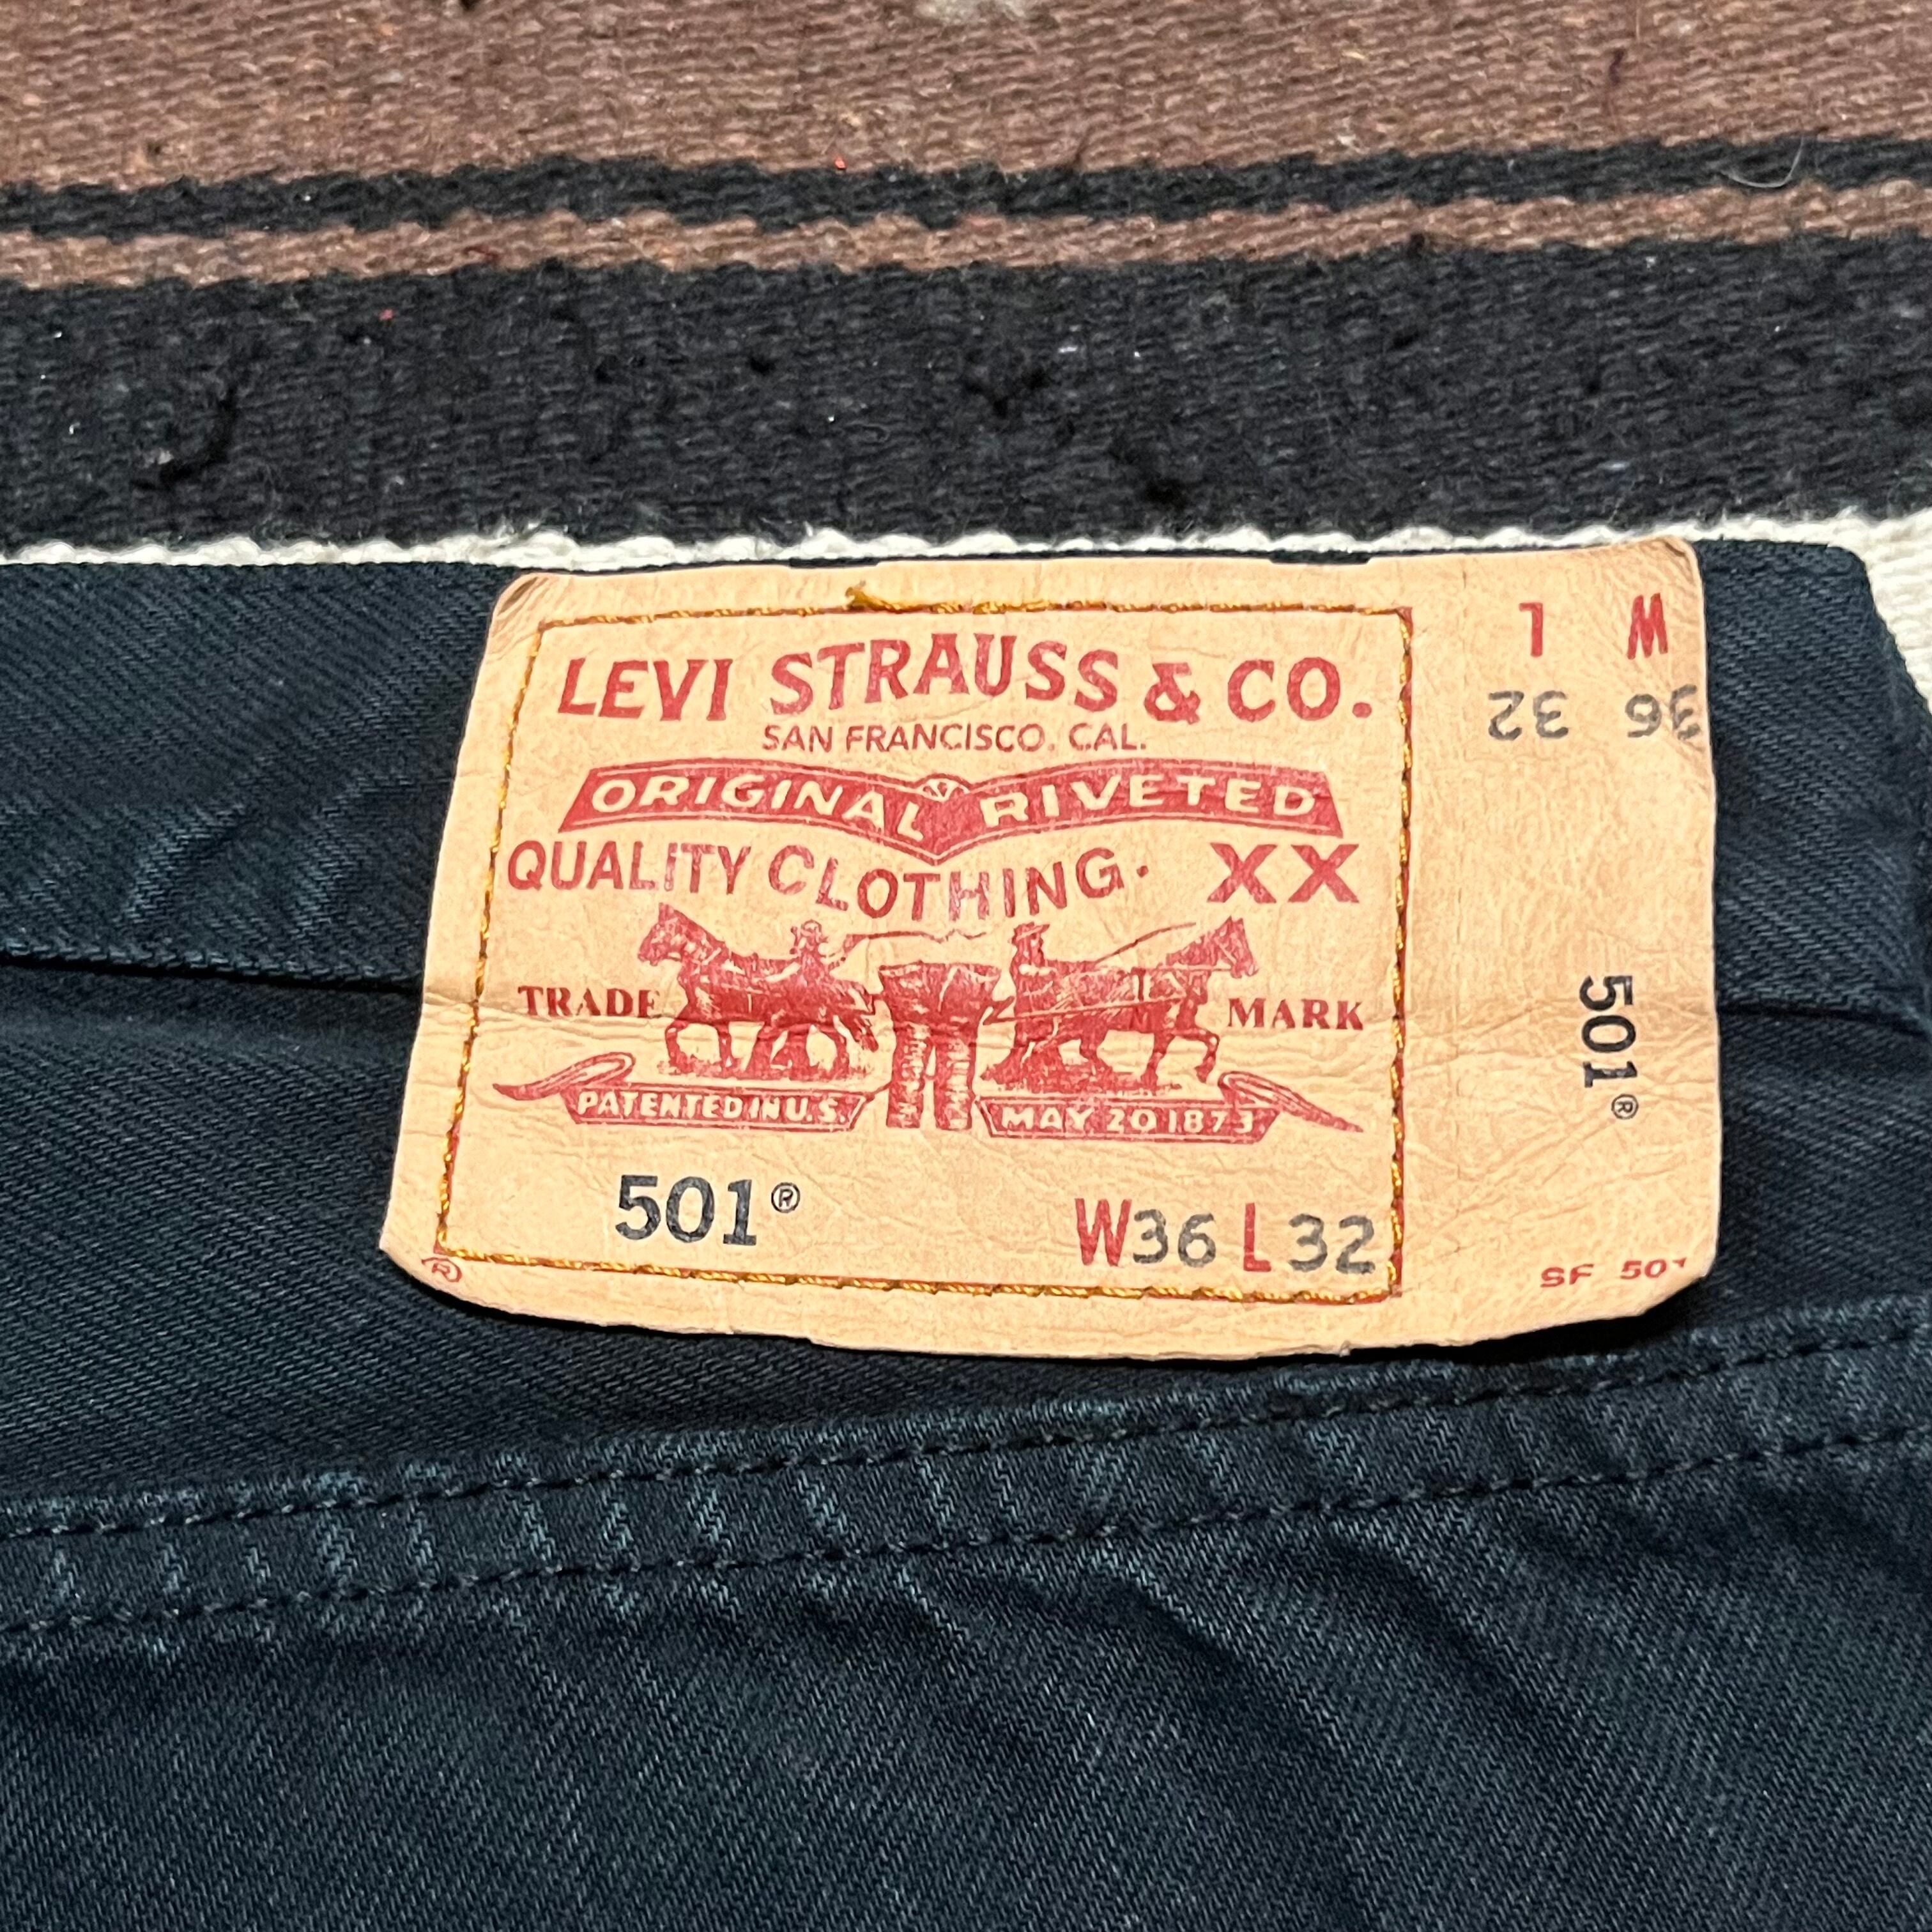 LEVI STRAUSS & CO.
SAN FRANCISCO, CAL.
ORIGINAL RIVETED
QUALITY CLOTHING. XX
TRADE MARK
PATENTED IN U.S. MAY 20 1873
501®
W36 L32
®
W 36
L 32
501®
SF 501